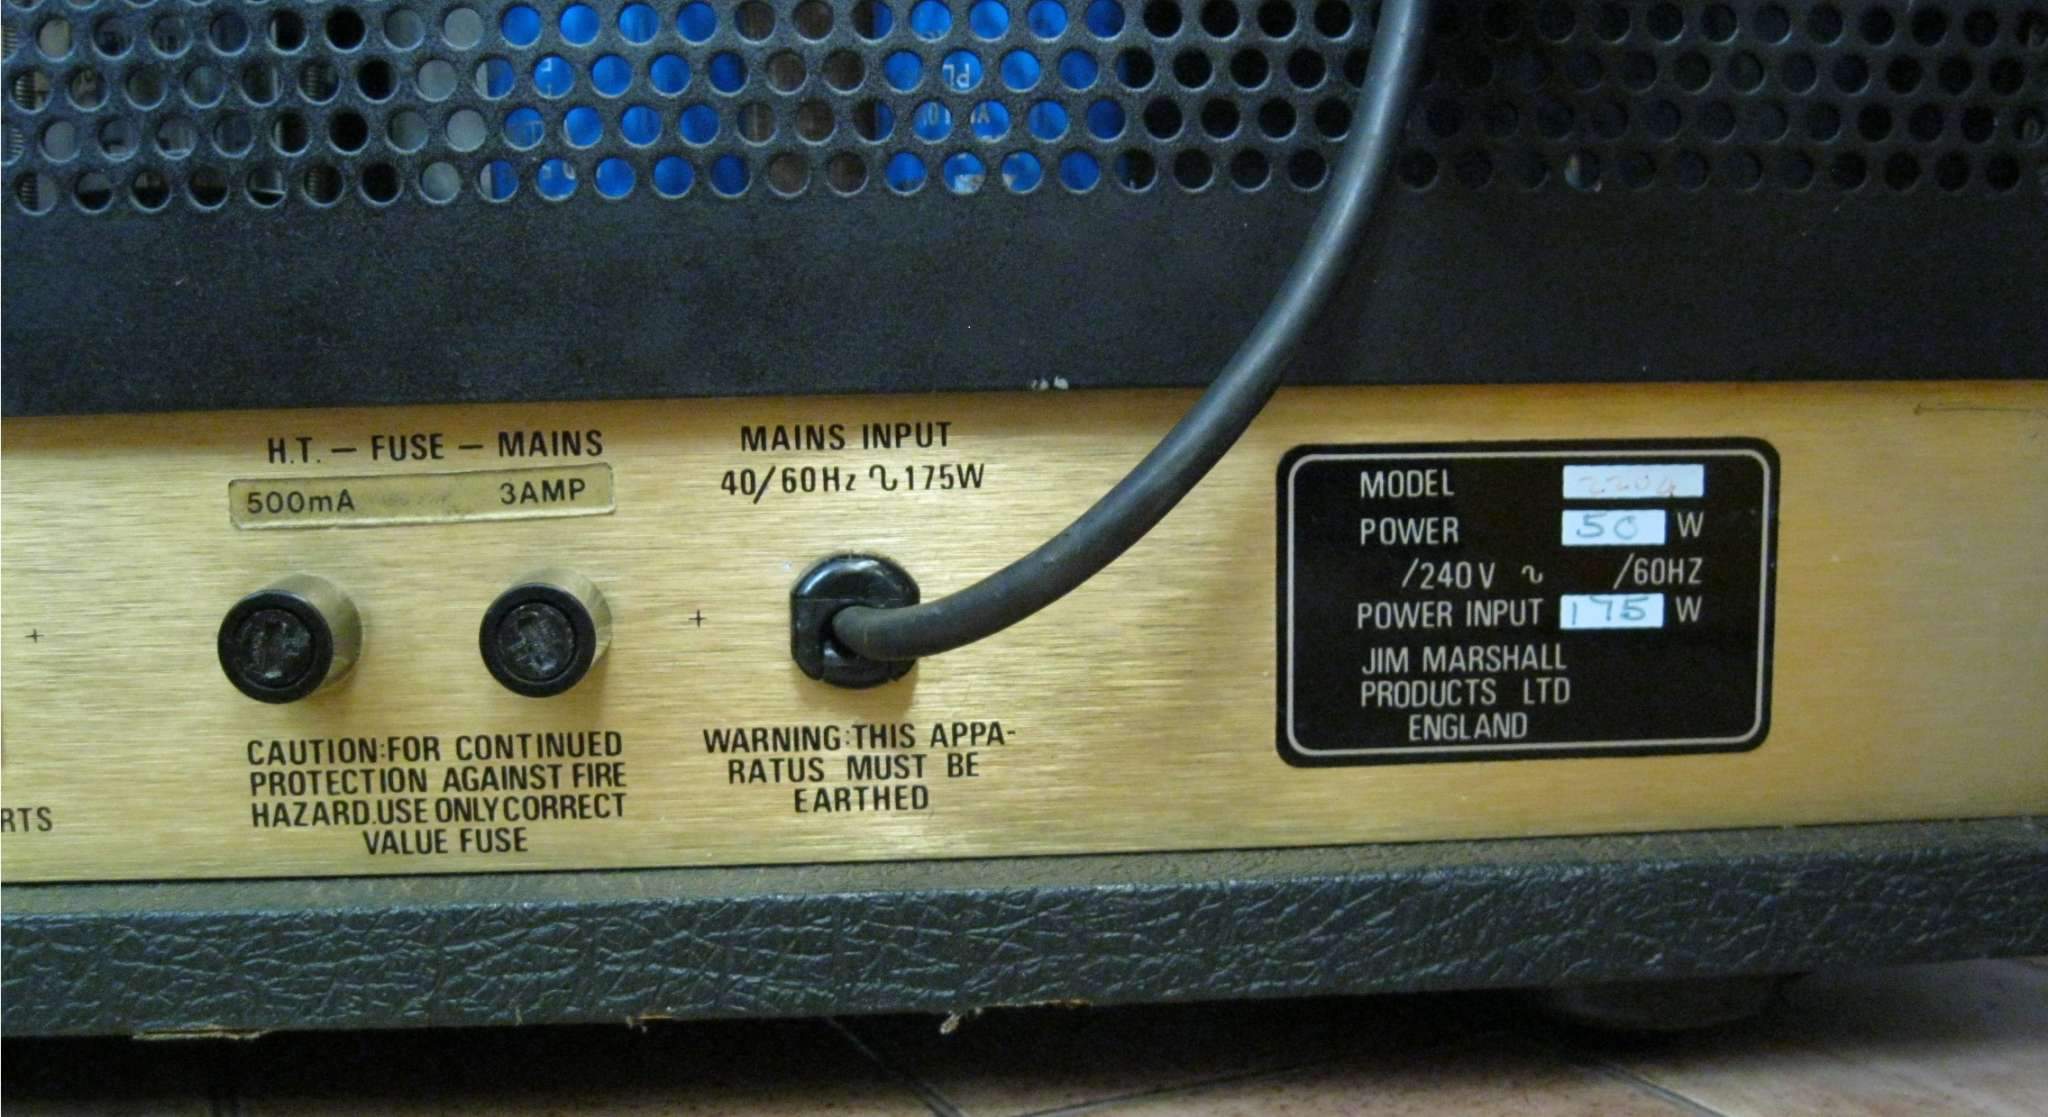 H.T. — FUSE — MAINS
500mA 3AMP
CAUTION:FOR CONTINUED
PROTECTION AGAINST FIRE
HAZARD.USE ONLY CORRECT
VALUE FUSE
MAINS INPUT
40/60Hz ∿ 175W
WARNING:THIS APPA-
RATUS MUST BE
EARTHED
MODEL 2204
POWER 50 W
/240V ∿ /60HZ
POWER INPUT 175 W
JIM MARSHALL
PRODUCTS LTD
ENGLAND
RTS